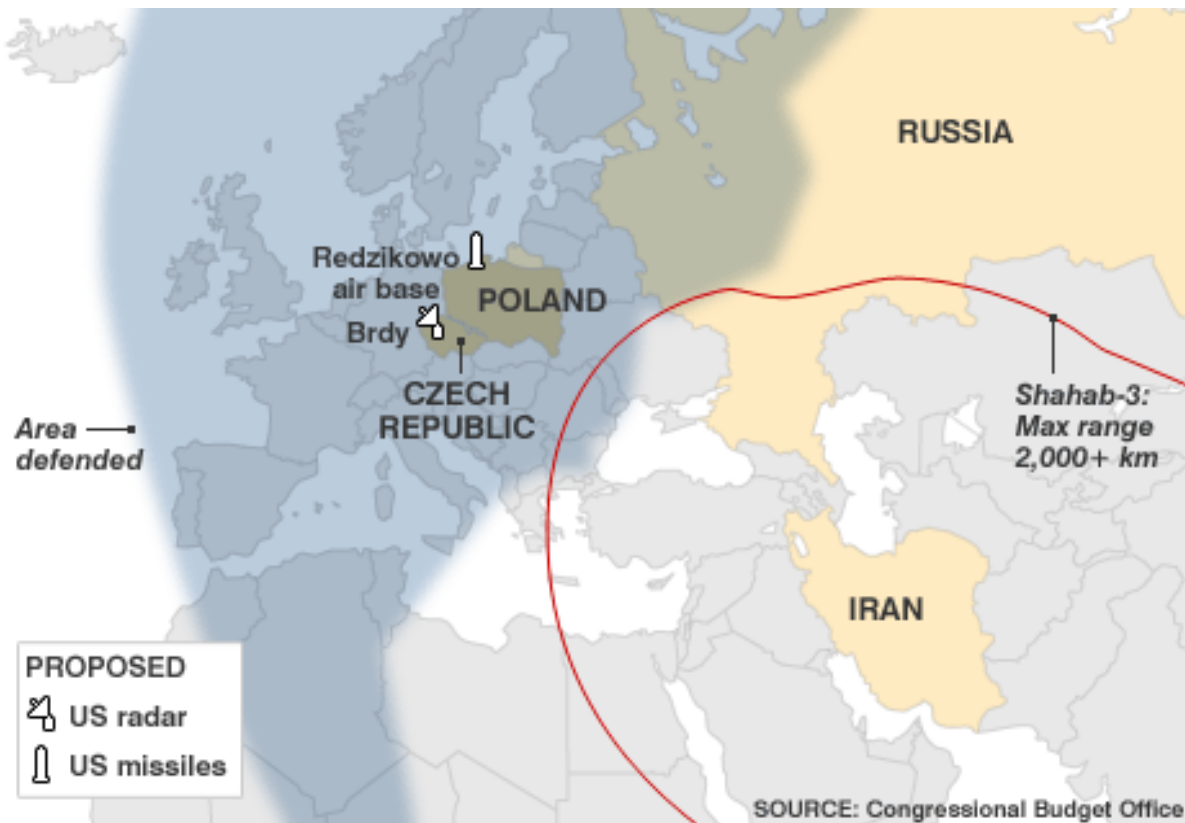 RUSSIA
Redzikowo
air base
POLAND
Brdy
CZECH
REPUBLIC
Area
defended
Shahab-3:
Max range
2,000+ km
IRAN
PROPOSED
US radar
US missiles
SOURCE: Congressional Budget Office